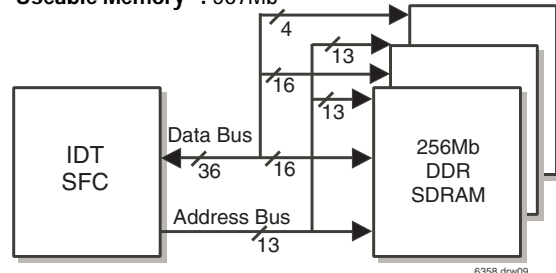 Useable Memory :
4
13
16
13
Data Bus
36
16
IDT
SFC
256Mb
DDR
SDRAM
Address Bus
13
6358 drw09